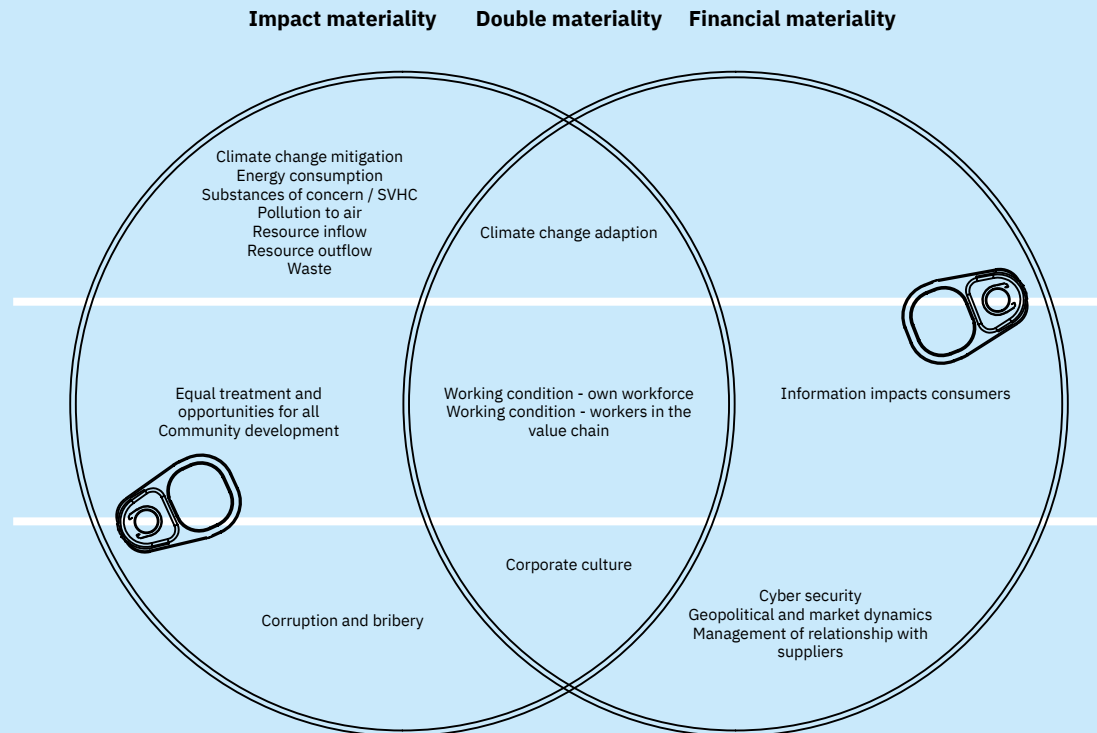 Impact materiality
Double materiality
Financial materiality
Climate change mitigation
Energy consumption
Substances of concern / SVHC
Pollution to air
Resource inflow
Resource outflow
Waste
Climate change adaption
Equal treatment and
opportunities for all
Community development
Working condition - own workforce
Working condition - workers in the
value chain
Information impacts consumers
Corruption and bribery
Corporate culture
Cyber security
Geopolitical and market dynamics
Management of relationship with
suppliers